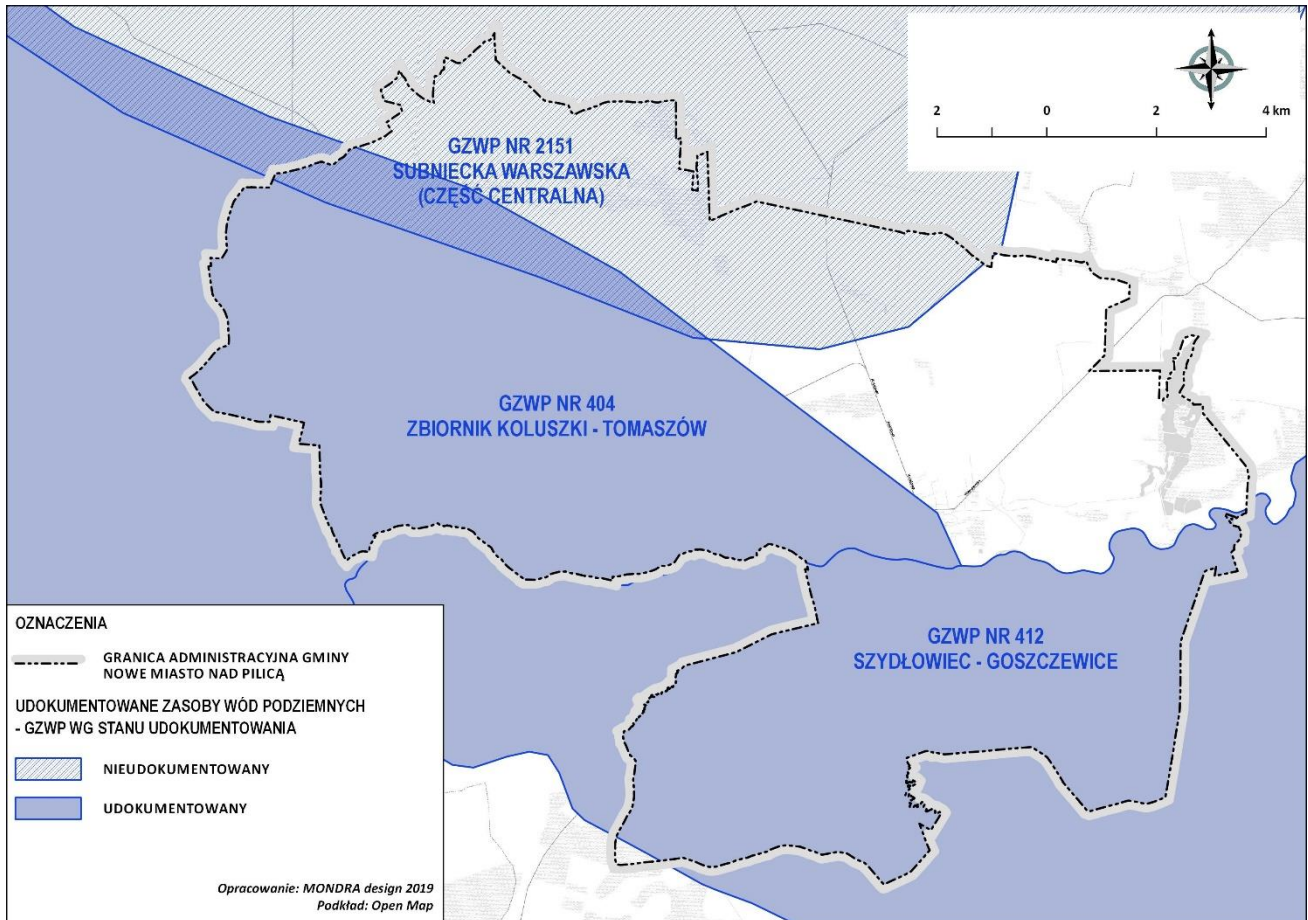 2 0 2 4 km
GZWP NR 2151
SUBNIECKA WARSZAWSKA
(CZĘŚĆ CENTRALNA)
GZWP NR 404
ZBIORNIK KOLUSZKI - TOMASZÓW
GZWP NR 412
SZYDŁOWIEC - GOSZCZEWICE
OZNACZENIA
GRANICA ADMINISTRACYJNA GMINY
NOWE MIASTO NAD PILICĄ
UDOKUMENTOWANE ZASOBY WÓD PODZIEMNYCH
- GZWP WG STANU UDOKUMENTOWANIA
NIEUDOKUMENTOWANY
UDOKUMENTOWANY
Opracowanie: MONDRA design 2019
Podkład: Open Map